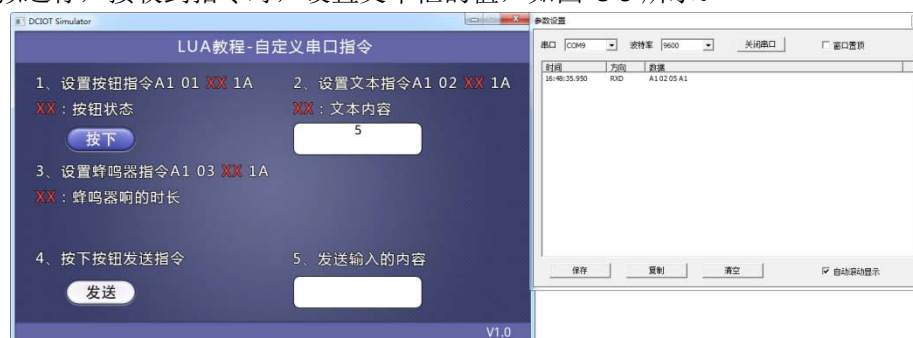 DCIOT Simulator
LUA教程-自定义串口指令
1、设置按钮指令A1 01 XX 1A
XX：按钮状态
按下
2、设置文本指令A1 02 XX 1A
XX：文本内容
5
3、设置蜂鸣器指令A1 03 XX 1A
XX：蜂鸣器响的时长
4、按下按钮发送指令
发送
5、发送输入的内容
V1.0
参数设置
串口 COM9 波特率 9600 关闭串口 窗口置顶
时间 方向 数据
16:48:35.950 RXD A1 02 05 A1
保存 复制 清空 自动滚动显示